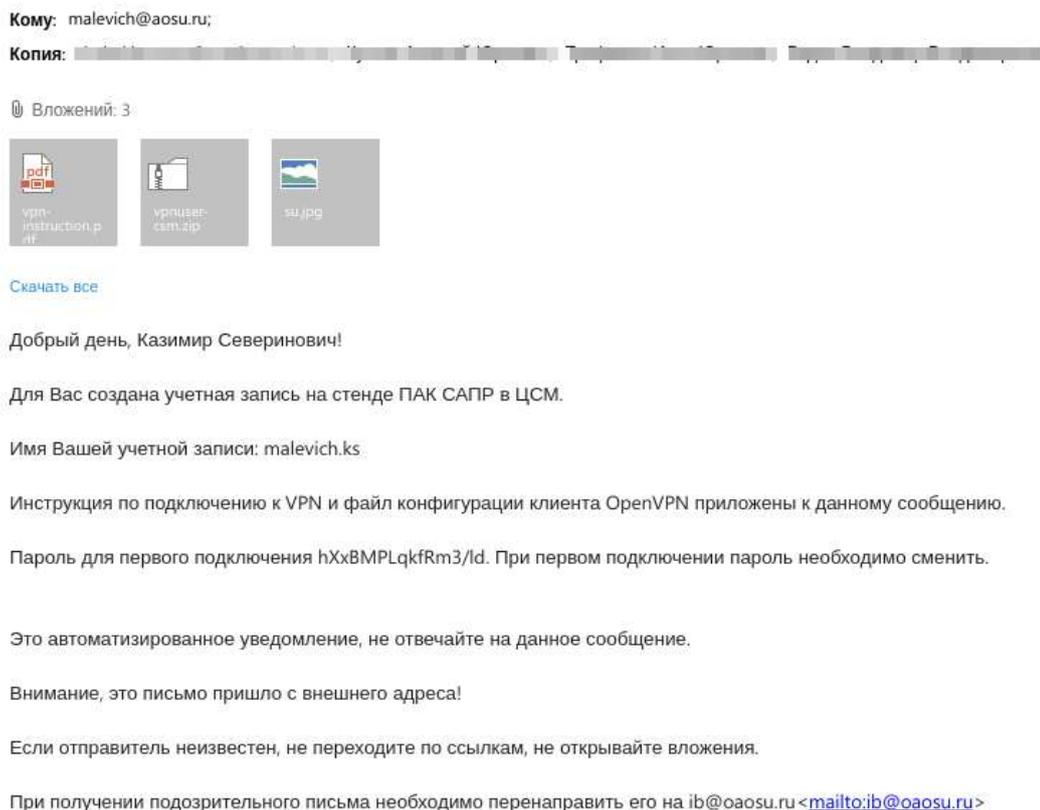 Кому: malevich@aosu.ru;
Копия:
Вложений: 3
vpn-
instruction.p
df
vpnuser-
csm.zip
su.jpg
Скачать все
Добрый день, Казимир Северинович!
Для Вас создана учетная запись на стенде ПАК САПР в ЦСМ.
Имя Вашей учетной записи: malevich.ks
Инструкция по подключению к VPN и файл конфигурации клиента OpenVPN приложены к данному сообщению.
Пароль для первого подключения hXxBMPLqkfRm3/ld. При первом подключении пароль необходимо сменить.
Это автоматизированное уведомление, не отвечайте на данное сообщение.
Внимание, это письмо пришло с внешнего адреса!
Если отправитель неизвестен, не переходите по ссылкам, не открывайте вложения.
При получении подозрительного письма необходимо перенаправить его на ib@oaosu.ru<mailto:ib@oaosu.ru>